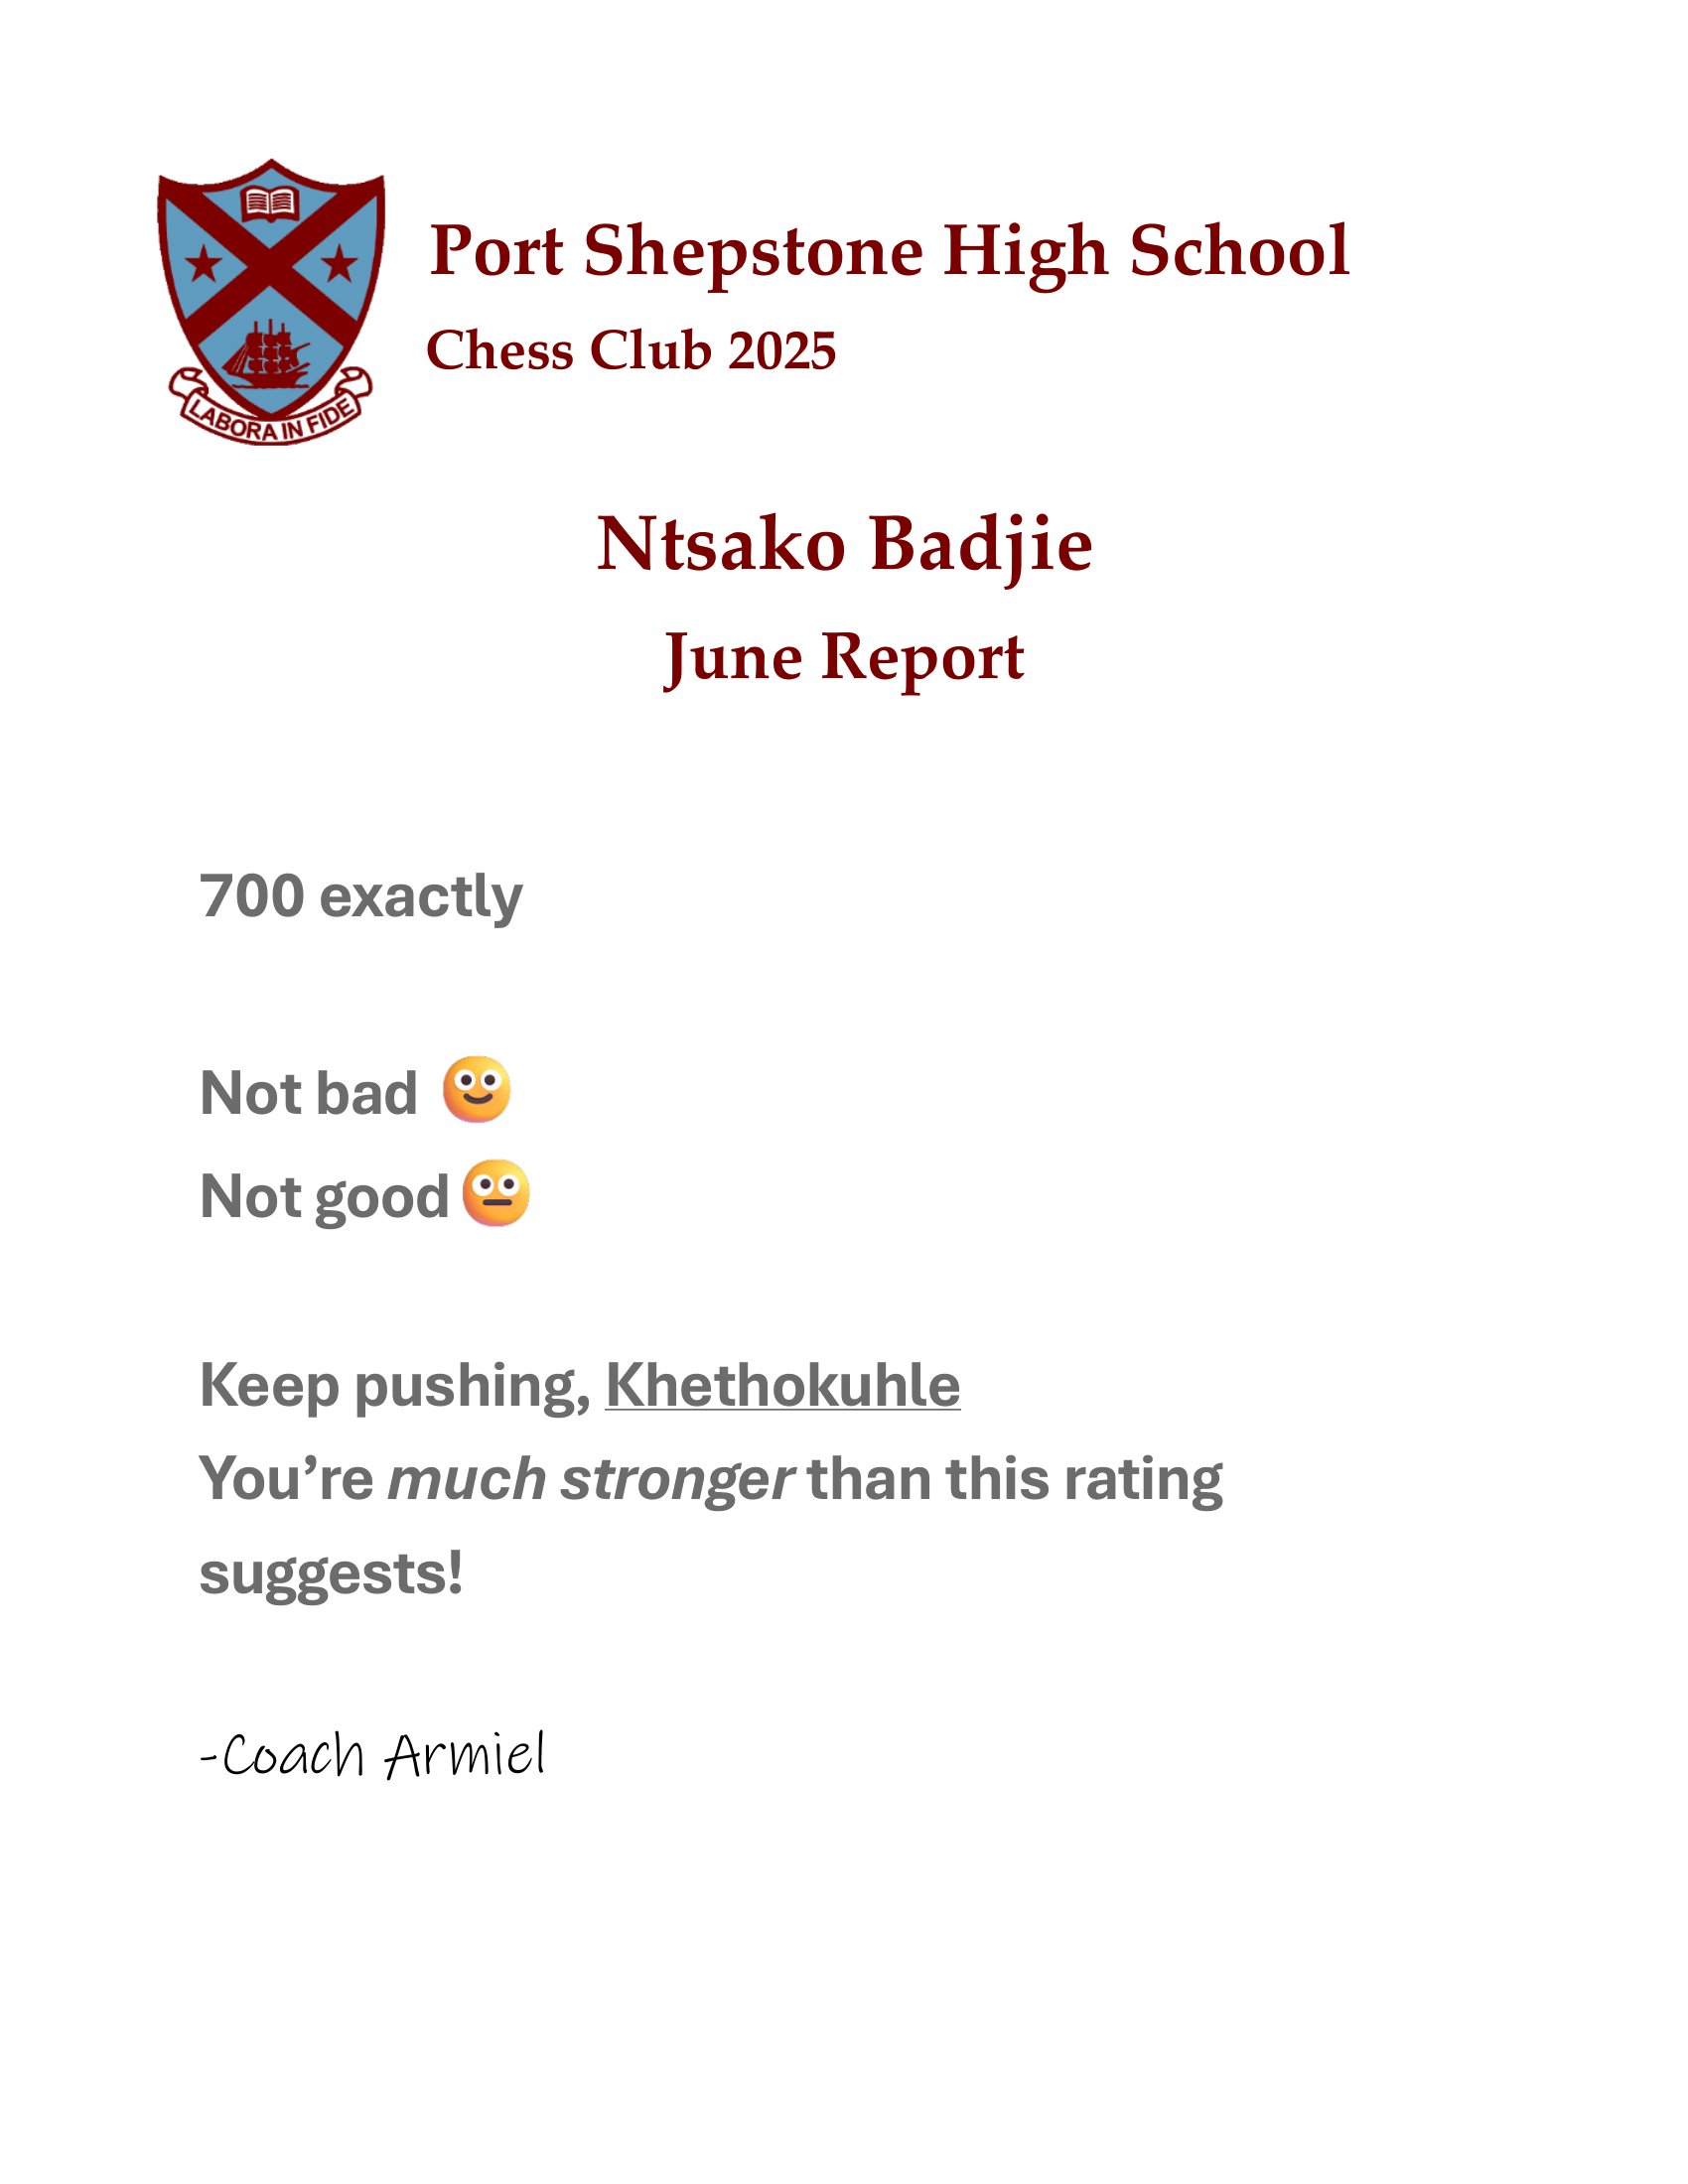 Port Shepstone High School
Chess Club 2025
LABORA IN FIDE
Ntsako Badjie
June Report
700 exactly
Not bad 🙂
Not good 😐
Keep pushing, Khethokuhle
You’re much stronger than this rating
suggests!
-Coach Armiel